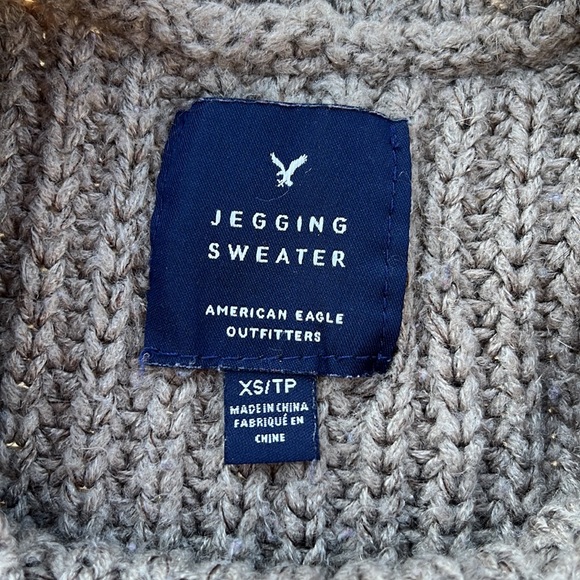 JEGGING
SWEATER
AMERICAN EAGLE
OUTFITTERS
XS/TP
MADE IN CHINA
FABRIQUÉ EN
CHINE